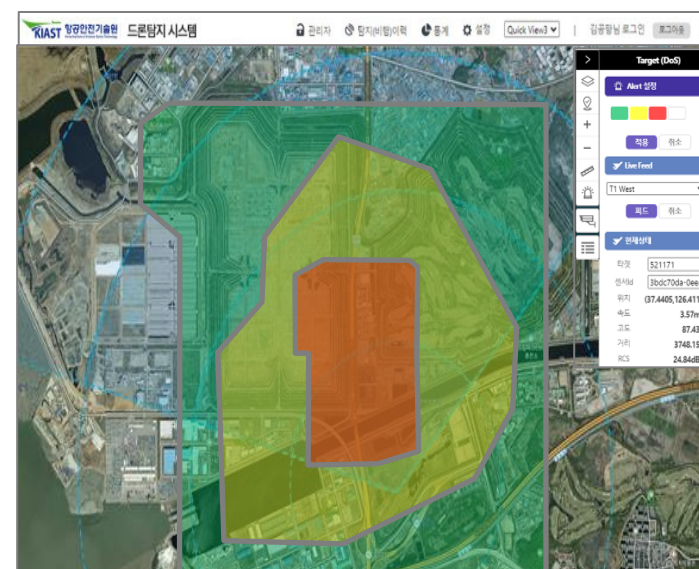 KIAST 항공안전기술원 드론탐지 시스템 관리자 탐지(비행)이력 통계 설정 Quick View3 | 김공항님 로그인 로그아웃
Target (DoS)
Alert 설정
적용 취소
Live Feed
T1 West
피드 취소
현재상태
타겟 521171
센서Id 3bdc70da-0ee
위치 (37.4405,126.411
속도 3.57m
고도 87.43
거리 3748.15
RCS 24.84dB